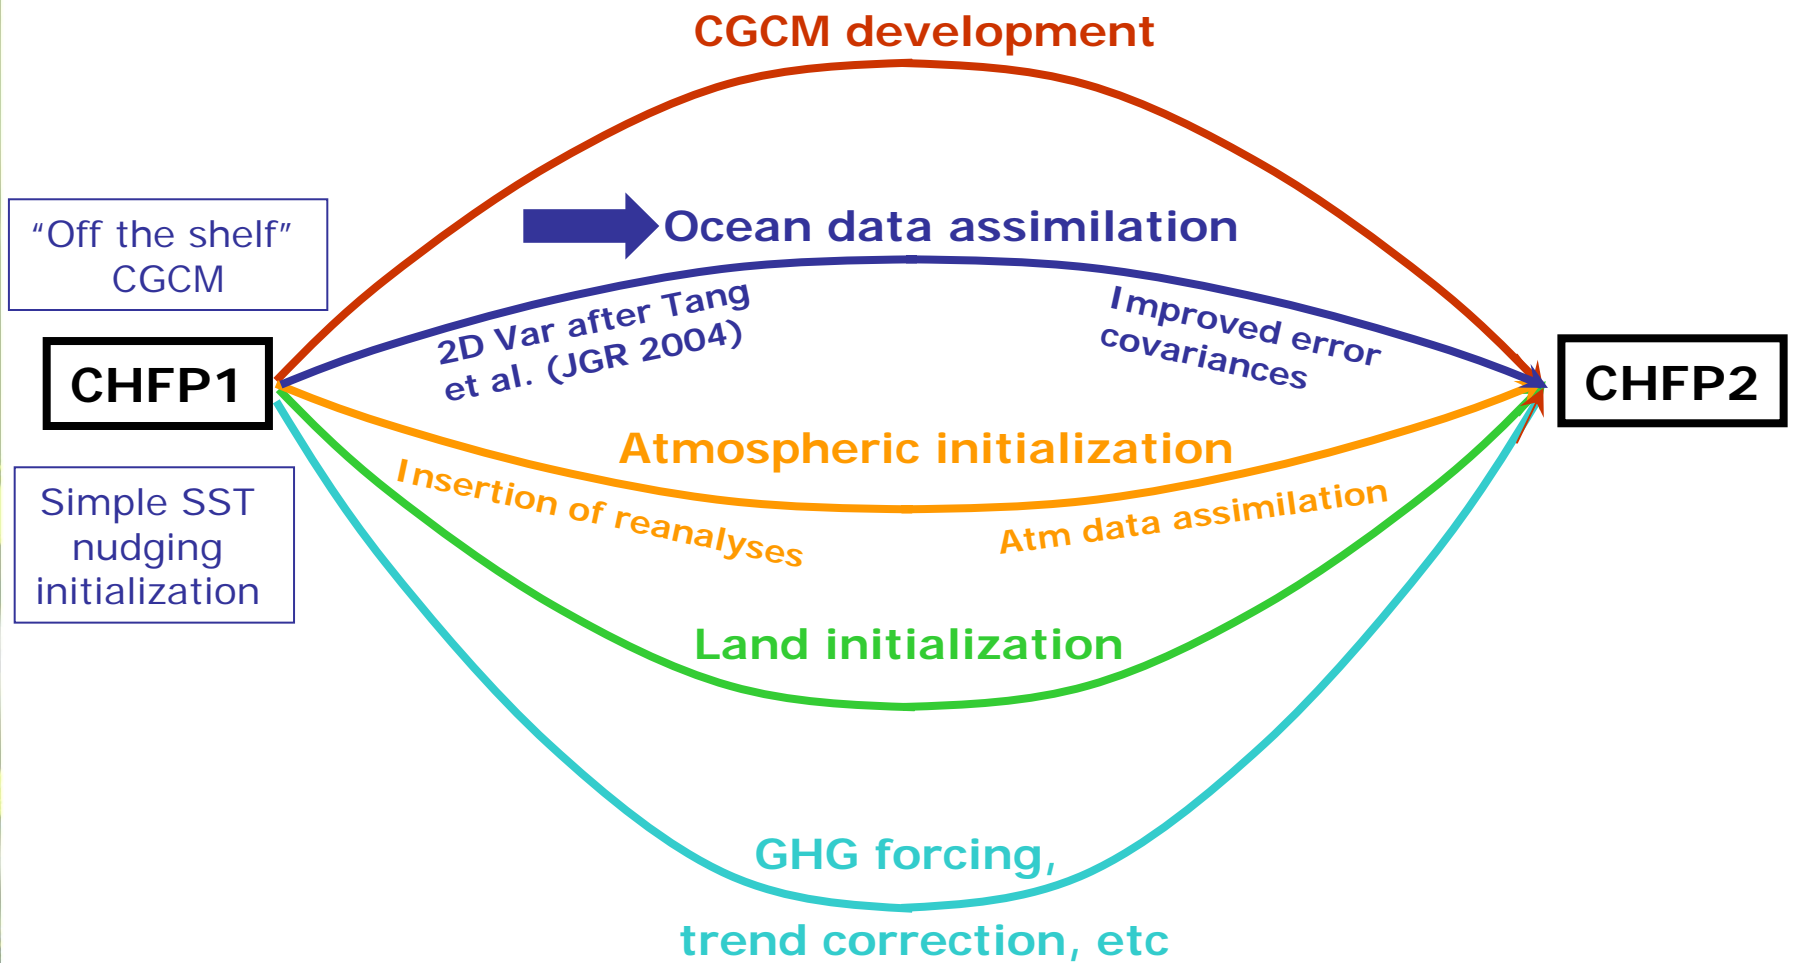 CGCM development
“Off the shelf”
CGCM
Ocean data assimilation
2D Var after Tang
et al. (JGR 2004)
Improved error
covariances
CHFP1
CHFP2
Atmospheric initialization
Insertion of reanalyses
Atm data assimilation
Simple SST
nudging
initialization
Land initialization
GHG forcing,
trend correction, etc